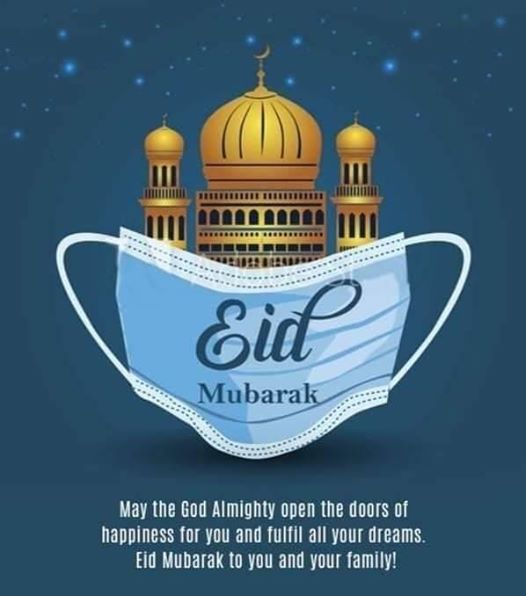 Eid
Mubarak
May the God Almighty open the doors of
happiness for you and fulfil all your dreams.
Eid Mubarak to you and your family!